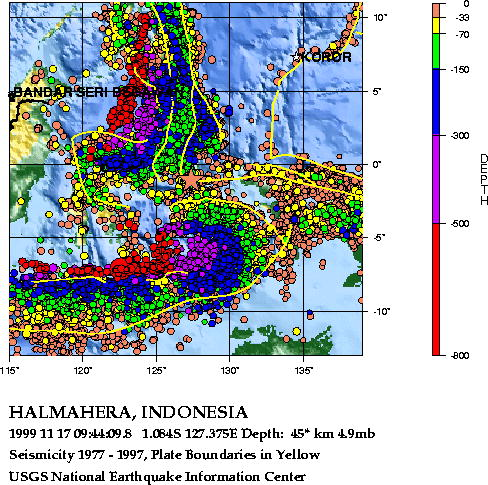 10°
0
-33
-70
KOROR
-150
BANDAR SERI BEGAWAN
5°
-300
0°
DEPTH
-500
-5°
-10°
-800
115° 120° 125° 130° 135°
HALMAHERA, INDONESIA
1999 11 17 09:44:09.8 1.084S 127.375E Depth: 45* km 4.9mb
Seismicity 1977 - 1997, Plate Boundaries in Yellow
USGS National Earthquake Information Center